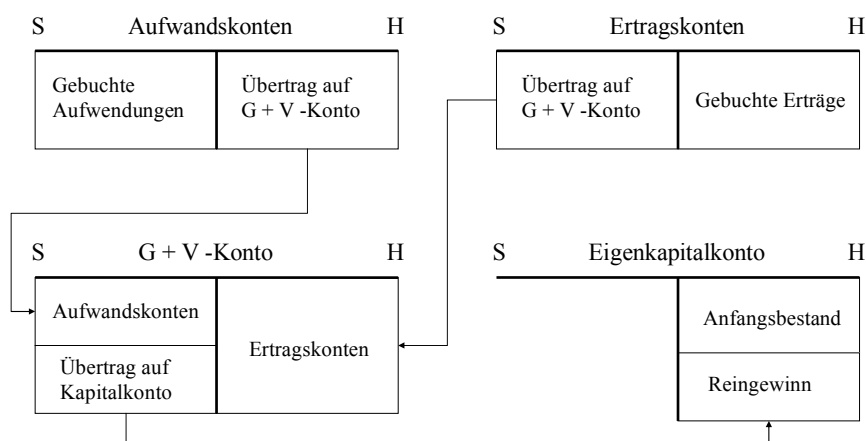 S Aufwandskonten H
Gebuchte
Aufwendungen
Übertrag auf
G + V -Konto
S Ertragskonten H
Übertrag auf
G + V -Konto
Gebuchte Erträge
S G + V -Konto H
Aufwandskonten
Übertrag auf
Kapitalkonto
Ertragskonten
S Eigenkapitalkonto H
Anfangsbestand
Reingewinn